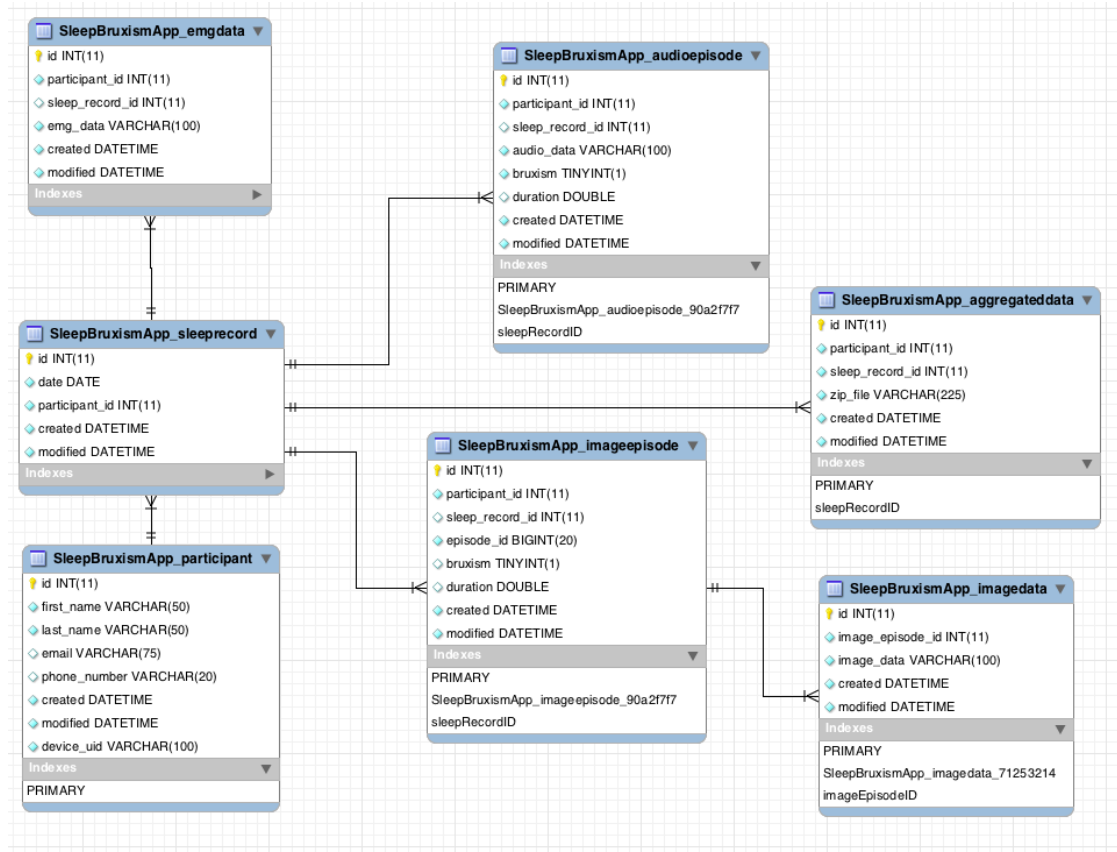 SleepBruxismApp_emgdata
id INT(11)
participant_id INT(11)
sleep_record_id INT(11)
emg_data VARCHAR(100)
created DATETIME
modified DATETIME
Indexes
SleepBruxismApp_audioepisode
id INT(11)
participant_id INT(11)
sleep_record_id INT(11)
audio_data VARCHAR(100)
bruxism TINYINT(1)
duration DOUBLE
created DATETIME
modified DATETIME
Indexes
PRIMARY
SleepBruxismApp_audioepisode_90a2f7f7
sleepRecordID
SleepBruxismApp_aggregateddata
id INT(11)
participant_id INT(11)
sleep_record_id INT(11)
zip_file VARCHAR(225)
created DATETIME
modified DATETIME
Indexes
PRIMARY
sleepRecordID
SleepBruxismApp_sleeprecord
id INT(11)
date DATE
participant_id INT(11)
created DATETIME
modified DATETIME
Indexes
SleepBruxismApp_imageepisode
id INT(11)
participant_id INT(11)
sleep_record_id INT(11)
episode_id BIGINT(20)
bruxism TINYINT(1)
duration DOUBLE
created DATETIME
modified DATETIME
Indexes
PRIMARY
SleepBruxismApp_imageepisode_90a2f7f7
sleepRecordID
SleepBruxismApp_participant
id INT(11)
first_name VARCHAR(50)
last_name VARCHAR(50)
email VARCHAR(75)
phone_number VARCHAR(20)
created DATETIME
modified DATETIME
device_uid VARCHAR(100)
Indexes
PRIMARY
SleepBruxismApp_imagedata
id INT(11)
image_episode_id INT(11)
image_data VARCHAR(100)
created DATETIME
modified DATETIME
Indexes
PRIMARY
SleepBruxismApp_imagedata_71253214
imageEpisodeID